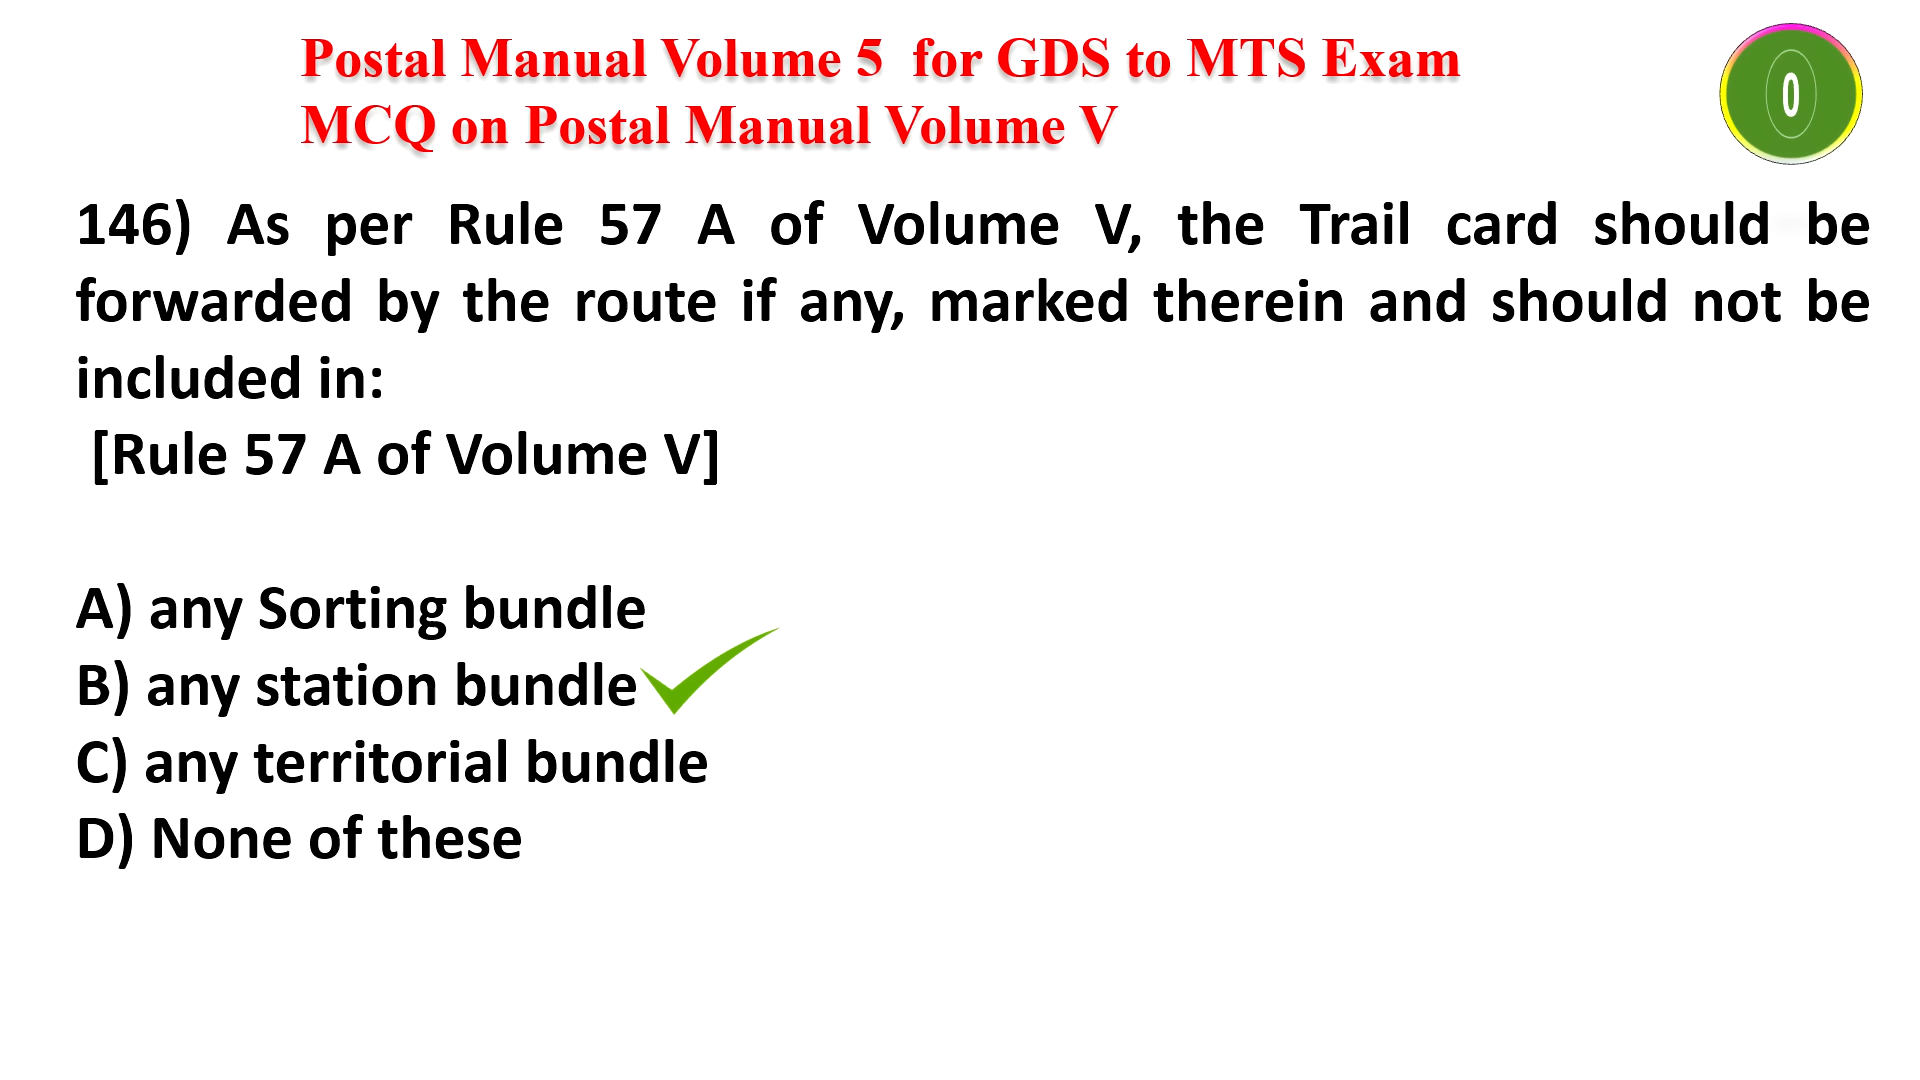 Postal Manual Volume 5 for GDS to MTS Exam
MCQ on Postal Manual Volume V
0
146) As per Rule 57 A of Volume V, the Trail card should be
forwarded by the route if any, marked therein and should not be
included in:
[Rule 57 A of Volume V]
A) any Sorting bundle
B) any station bundle
C) any territorial bundle
D) None of these